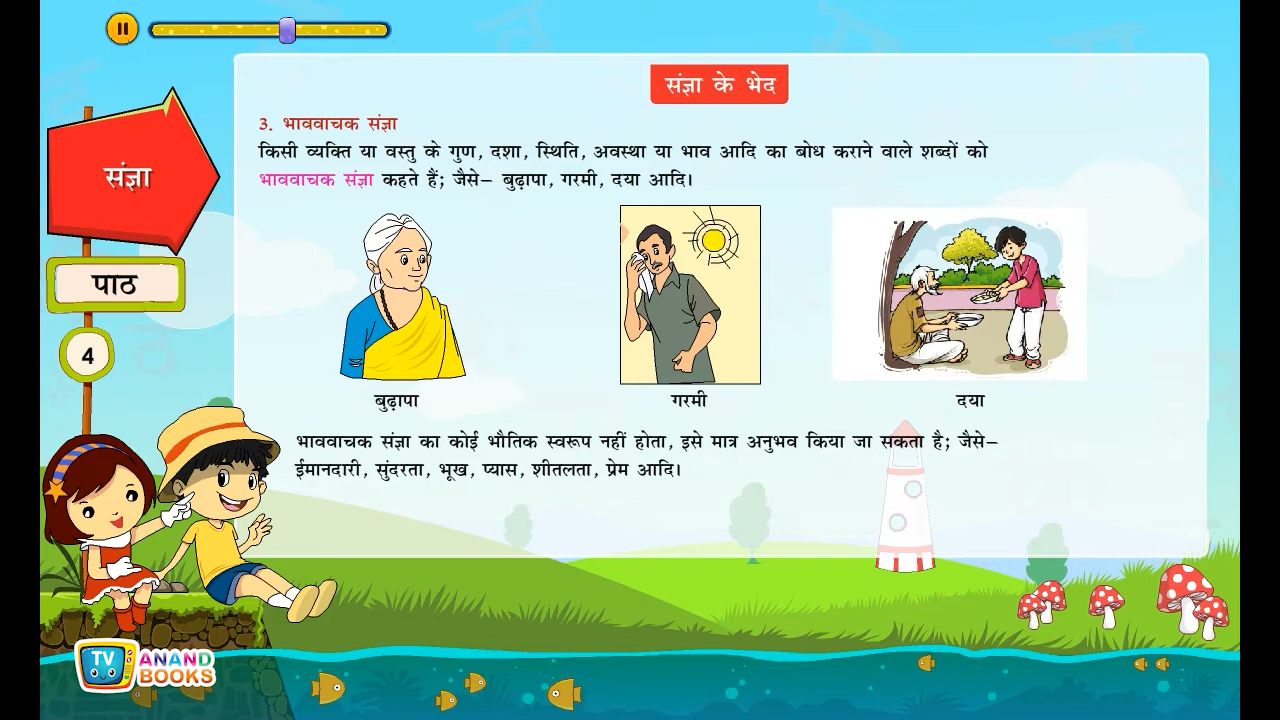 संज्ञा के भेद
संज्ञा
पाठ
4
3. भाववाचक संज्ञा
किसी व्यक्ति या वस्तु के गुण, दशा, स्थिति, अवस्था या भाव आदि का बोध कराने वाले शब्दों को
भाववाचक संज्ञा कहते हैं; जैसे– बुढ़ापा, गरमी, दया आदि।
बुढ़ापा
गरमी
दया
भाववाचक संज्ञा का कोई भौतिक स्वरूप नहीं होता, इसे मात्र अनुभव किया जा सकता है; जैसे–
ईमानदारी, सुंदरता, भूख, प्यास, शीतलता, प्रेम आदि।
TV
ANAND
BOOKS